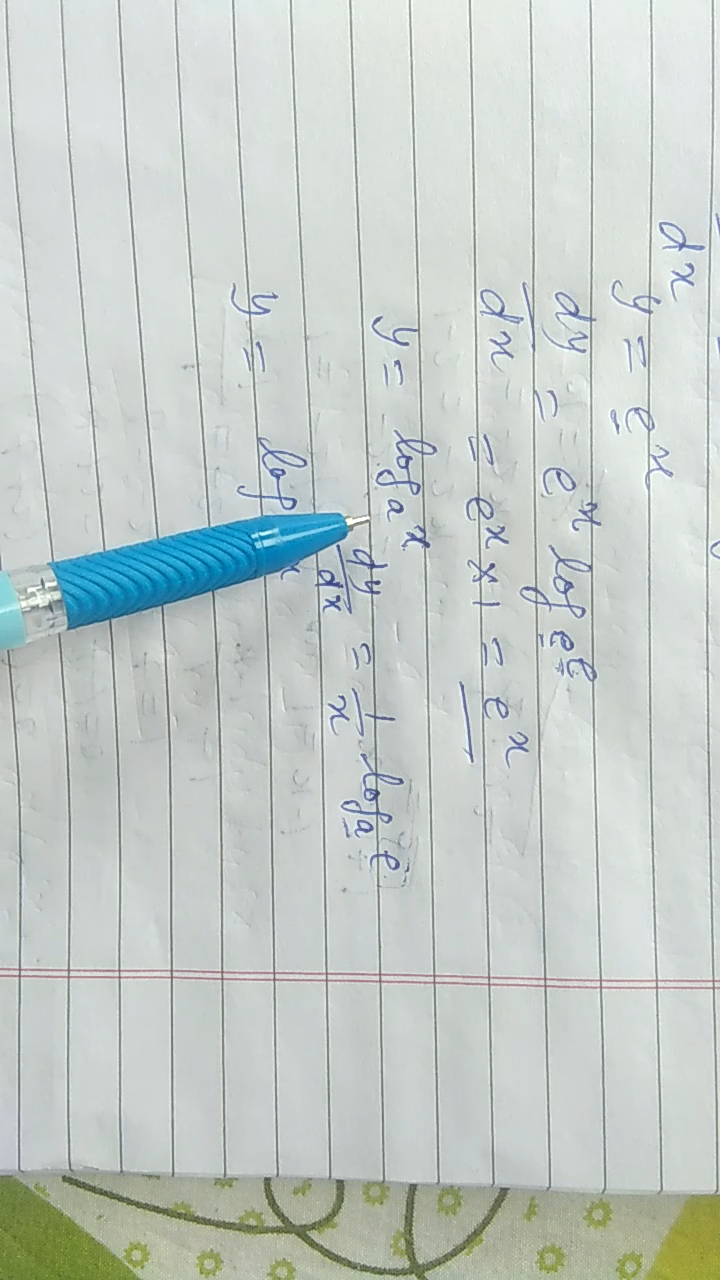 dx
y = e^x
dy/dx = e^x log_e e
= e^x × 1 = e^x
y = log_a x
dy/dx = 1/x log_a e
y = log x